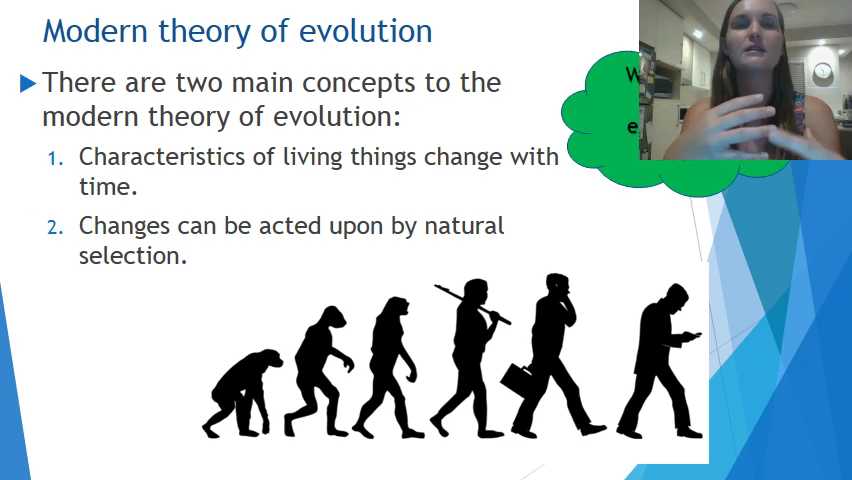 Modern theory of evolution
There are two main concepts to the
modern theory of evolution:
1. Characteristics of living things change with
time.
2. Changes can be acted upon by natural
selection.